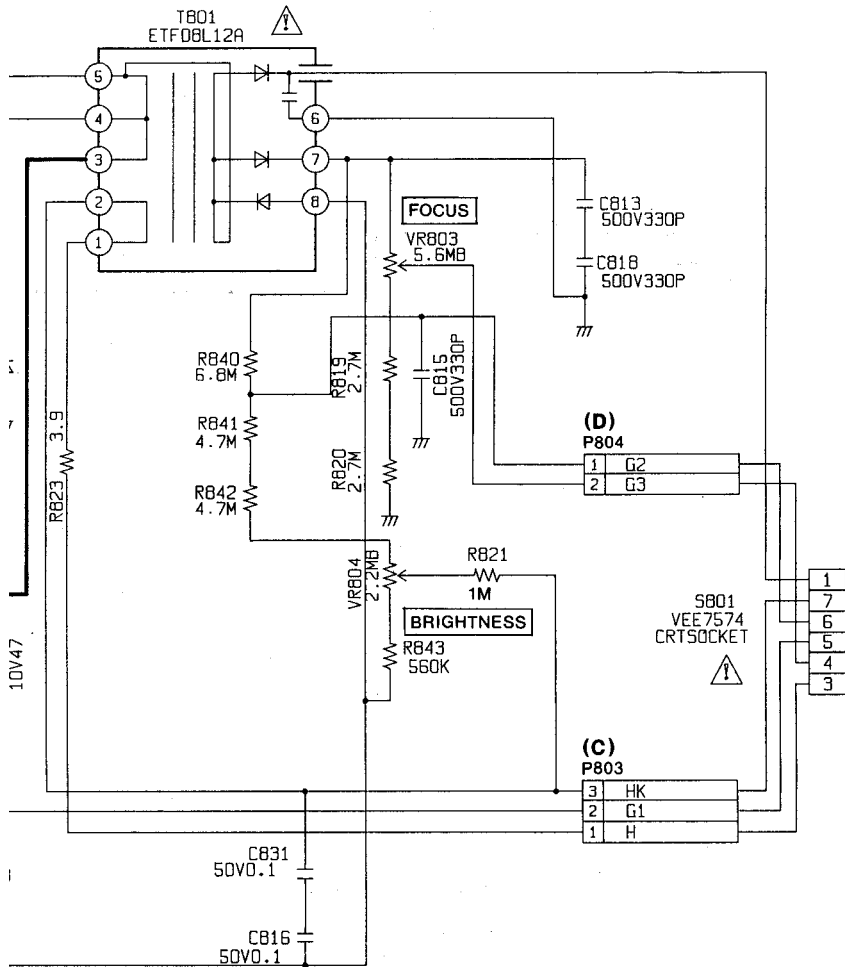 T801
ETF08L12A
5
4
3
2
1
6
7
8
FOCUS
VR803
5.6MB
C813
500V330P
C818
500V330P
R840
6.8M
R819
2.7M
C815
500V330P
R841
4.7M
3.9
R823
R842
4.7M
R820
2.7M
(D)
P804
1 G2
2 G3
VR804
2.2MB
R821
1M
BRIGHTNESS
R843
560K
S801
VEE7574
CRTSOCKET
1
7
6
5
4
3
10V47
(C)
P803
3 HK
2 G1
1 H
C831
50V0.1
C816
50V0.1